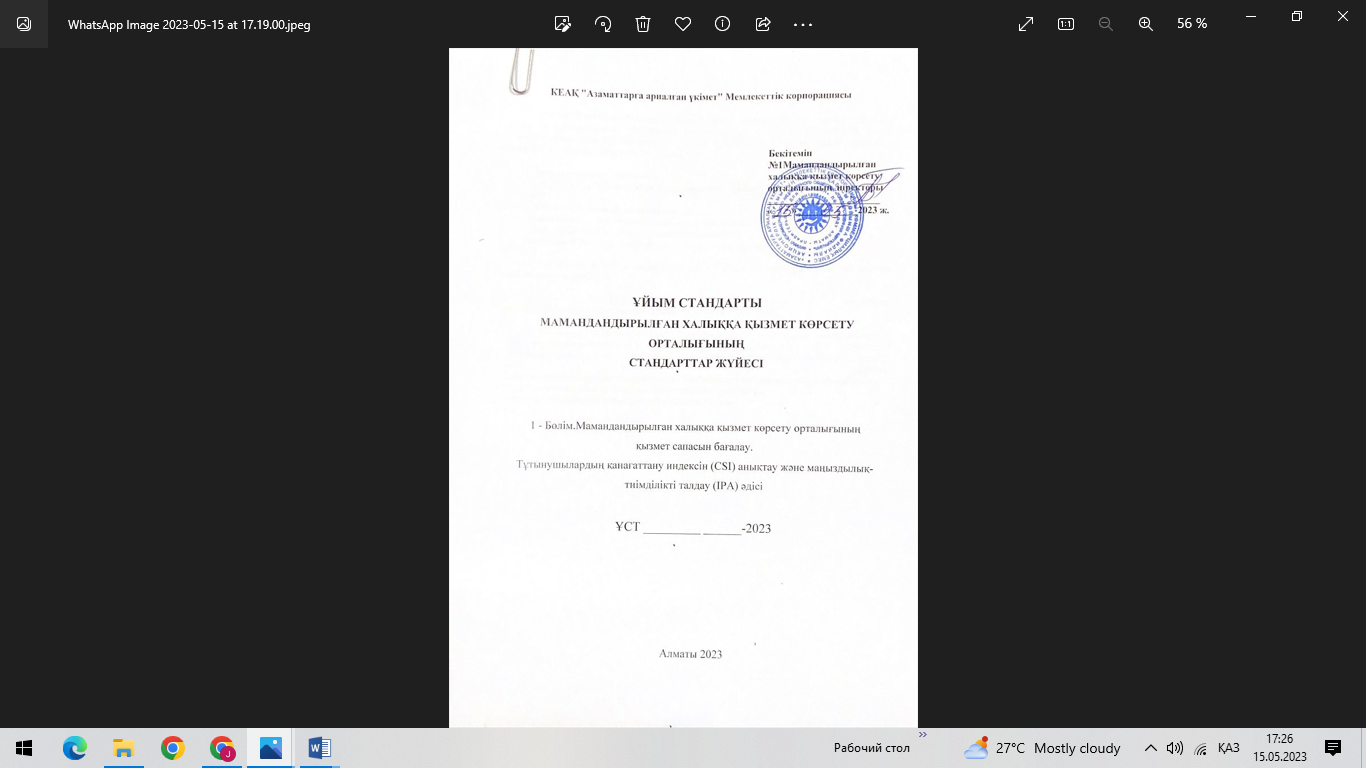 WhatsApp Image 2023-05-15 at 17.19.00.jpeg
56 %
КЕАҚ "Азаматтарға арналған үкімет" Мемлекеттік корпорациясы
Бекітемін
№1Мамандандырылған
халыққа қызмет көрсету
орталығының директоры
2023 ж.
ҰЙЫМ СТАНДАРТЫ
МАМАНДАНДЫРЫЛҒАН ХАЛЫҚҚА ҚЫЗМЕТ КӨРСЕТУ
ОРТАЛЫҒЫНЫҢ
СТАНДАРТТАР ЖҮЙЕСІ
1 - Бөлім.Мамандандырылған халыққа қызмет көрсету орталығының
қызмет сапасын бағалау.
Тұтынушылардың қанағаттану индексін (CSI) анықтау және маңыздылық-
тиімділікті талдау (IPA) әдісі
ҰСТ _________ ______-2023
Алматы 2023
Рабочий стол
27°C Mostly cloudy
ҚАЗ
17:26
15.05.2023